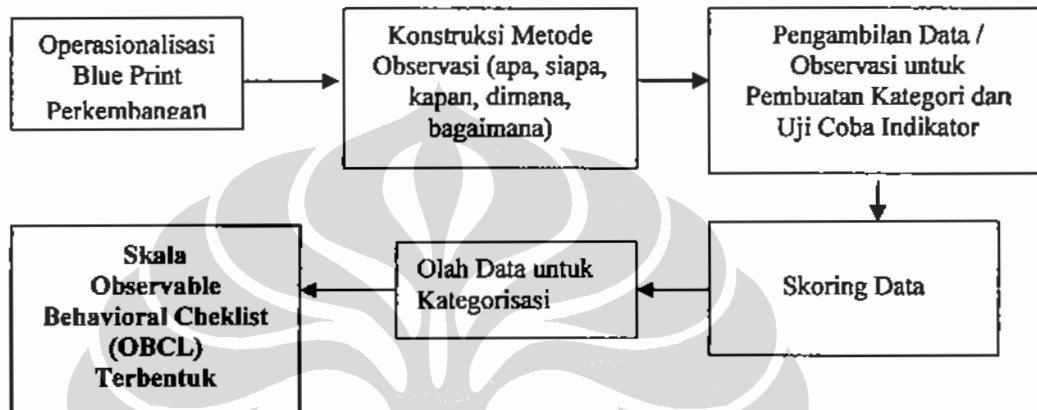 Operasionalisasi
Blue Print
Perkembangan
Konstruksi Metode
Observasi (apa, siapa,
kapan, dimana,
bagaimana)
Pengambilan Data /
Observasi untuk
Pembuatan Kategori dan
Uji Coba Indikator
Skoring Data
Olah Data untuk
Kategorisasi
Skala
Observable
Behavioral Cheklist
(OBCL)
Terbentuk